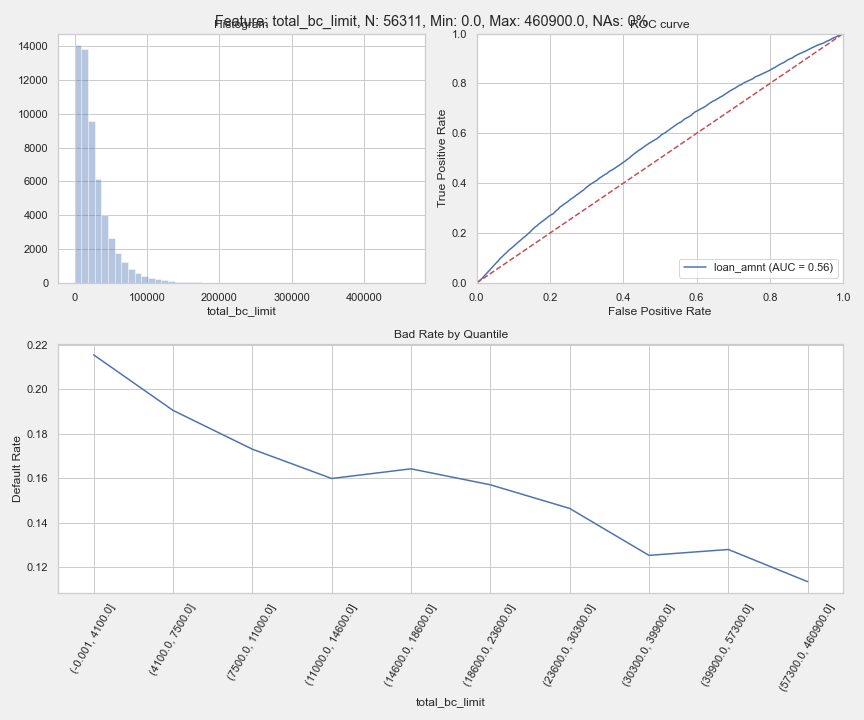 Feature: total_bc_limit, N: 56311, Min: 0.0, Max: 460900.0, NAs: 0%
Histogram
14000
12000
10000
8000
6000
4000
2000
0
0 100000 200000 300000 400000
total_bc_limit
ROC curve
True Positive Rate
1.0
0.8
0.6
0.4
0.2
0.0
loan_amnt (AUC = 0.56)
0.0 0.2 0.4 0.6 0.8 1.0
False Positive Rate
Bad Rate by Quantile
Default Rate
0.22
0.20
0.18
0.16
0.14
0.12
(-0.001, 4100.0]
(4100.0, 7500.0]
(7500.0, 11000.0]
(11000.0, 14600.0]
(14600.0, 18600.0]
(18600.0, 23600.0]
(23600.0, 30300.0]
(30300.0, 39900.0]
(39900.0, 57300.0]
(57300.0, 460900.0]
total_bc_limit